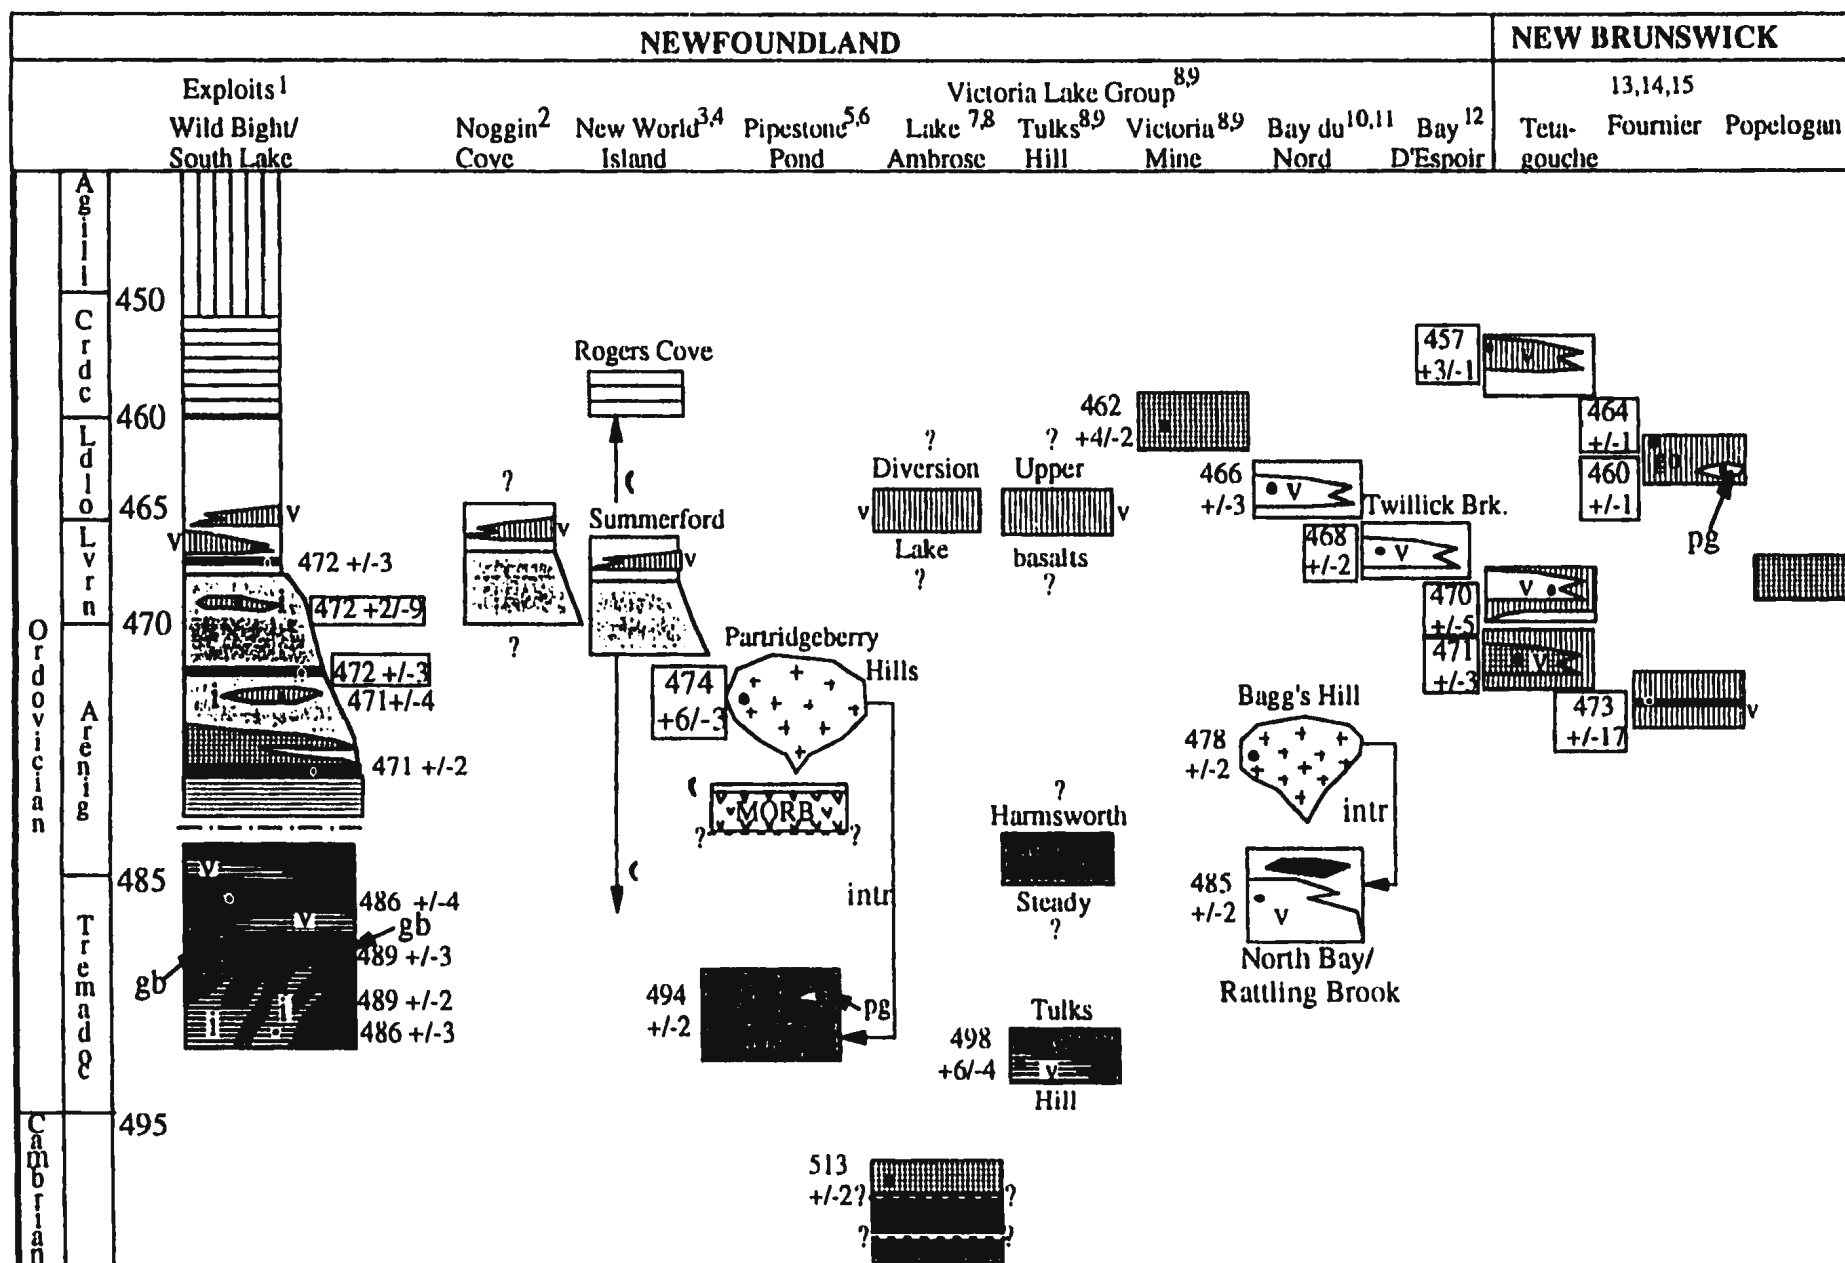 NEWFOUNDLAND
NEW BRUNSWICK
Exploits 1
Wild Bight/
South Lake
Noggin 2
Cove
New World 3,4
Island
Pipestone 5,6
Pond
Victoria Lake Group 8,9
Lake 7,8
Ambrose
Tulks 8,9
Hill
Victoria 8,9
Mine
Bay du 10,11
Nord
Bay 12
D'Espoir
13,14,15
Teta-
gouche
Fournier
Popelogan
Ordovician
Cambrian
Agill
Crdc
Ldlo
Lvrn
Arenig
Tremadoc
450
460
465
470
485
495
v
v
472 +/-3
i
472 +2/-9
472 +/-3
i
471+/-4
471 +/-2
v
486 +/-4
v
gb
489 +/-3
gb
489 +/-2
i
i
486 +/-3
?
v
?
Rogers Cove
Summerford
v
Partridgeberry
Hills
474
+6/-3
MORB
?
?
intr
494
+/-2
pg
?
Diversion
v
Lake
?
?
Upper
v
basalts
?
?
Harmsworth
Steady
?
Tulks
498
+6/-4
v
Hill
513
+/-2?
?
?
?
462
+4/-2
466
+/-3
v
Twillick Brk.
468
+/-2
v
Bagg's Hill
478
+/-2
intr
485
+/-2
v
North Bay/
Rattling Brook
457
+3/-1
v
464
+/-1
460
+/-1
pg
470
+/-5
v
471
+/-3
v
473
+/-17
v